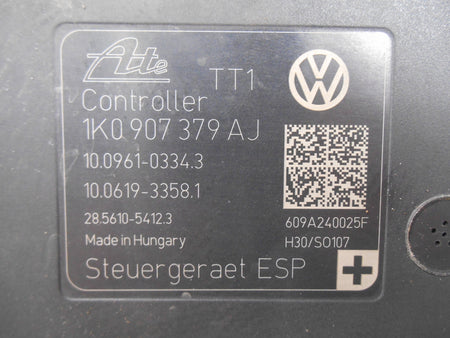 Ate TT1
Controller
1K0 907 379 AJ
10.0961-0334.3
10.0619-3358.1
28.5610-5412.3 609A240025F
Made in Hungary H30/SO107
Steuergeraet ESP